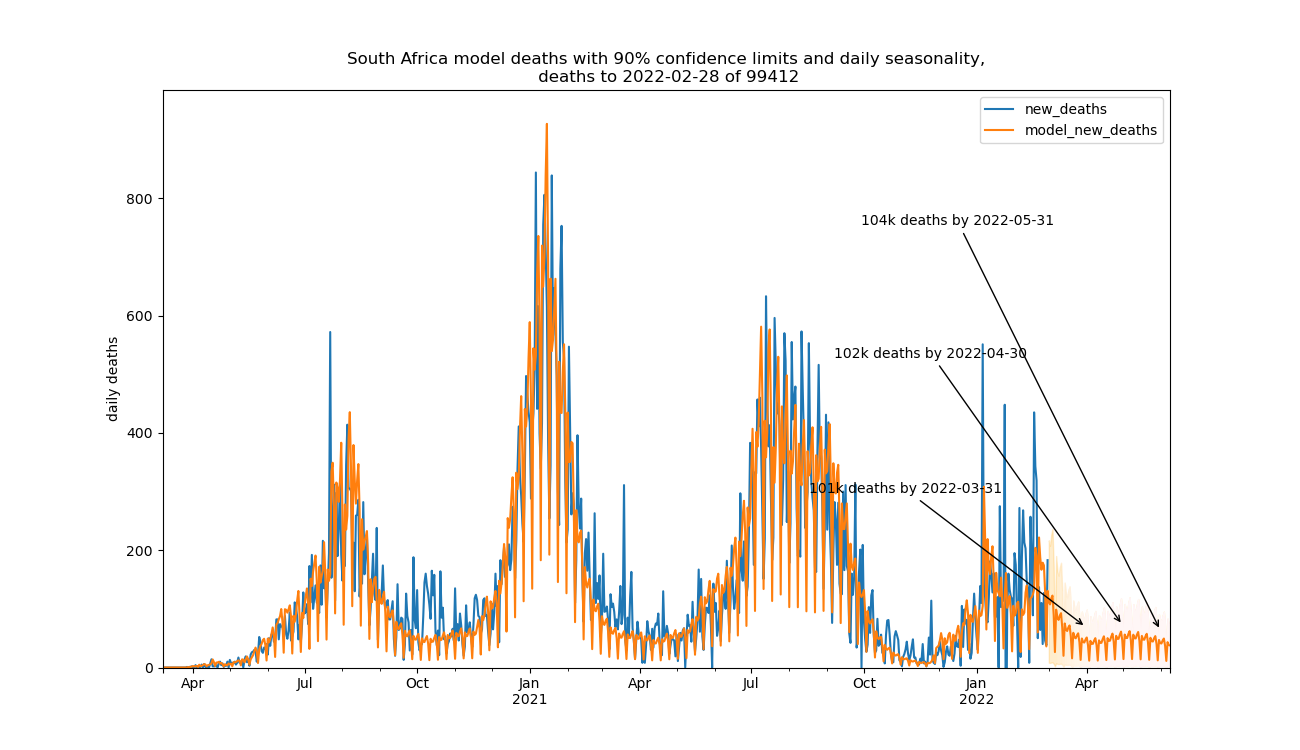 South Africa model deaths with 90% confidence limits and daily seasonality,
deaths to 2022-02-28 of 99412
new_deaths
model_new_deaths
800
104k deaths by 2022-05-31
600
102k deaths by 2022-04-30
daily deaths
400
101k deaths by 2022-03-31
200
0
Apr Jul Oct Jan Apr Jul Oct Jan Apr
2021 2022